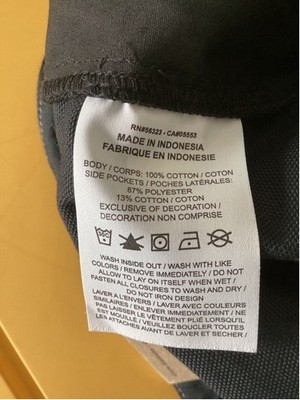 RN#56323 - CA#05553
MADE IN INDONESIA
FABRIQUE EN INDONESIE
BODY / CORPS: 100% COTTON / COTON
SIDE POCKETS / POCHES LATÉRALES:
87% POLYESTER
13% COTTON / COTON
EXCLUSIVE OF DECORATION /
DECORATION NON COMPRISE
WASH INSIDE OUT / WASH WITH LIKE
COLORS / REMOVE IMMEDIATELY / DO NOT
ALLOW TO LAY ON ITSELF WHEN WET /
FASTEN ALL CLOSURES TO WASH AND DRY /
DO NOT IRON DESIGN
LAVER A L'ENVERS / LAVER AVEC COULEURS
SIMILAIRES / ENLEVER IMMEDIATEMENT / NE
PAS LAISSER LE VÊTEMENT PLIÉ LORSQU'IL
EST MOUILLÉ / VEUILLEZ BOUCLER TOUTES
LES ATTACHES AVANT DE LAVER ET SECHER /